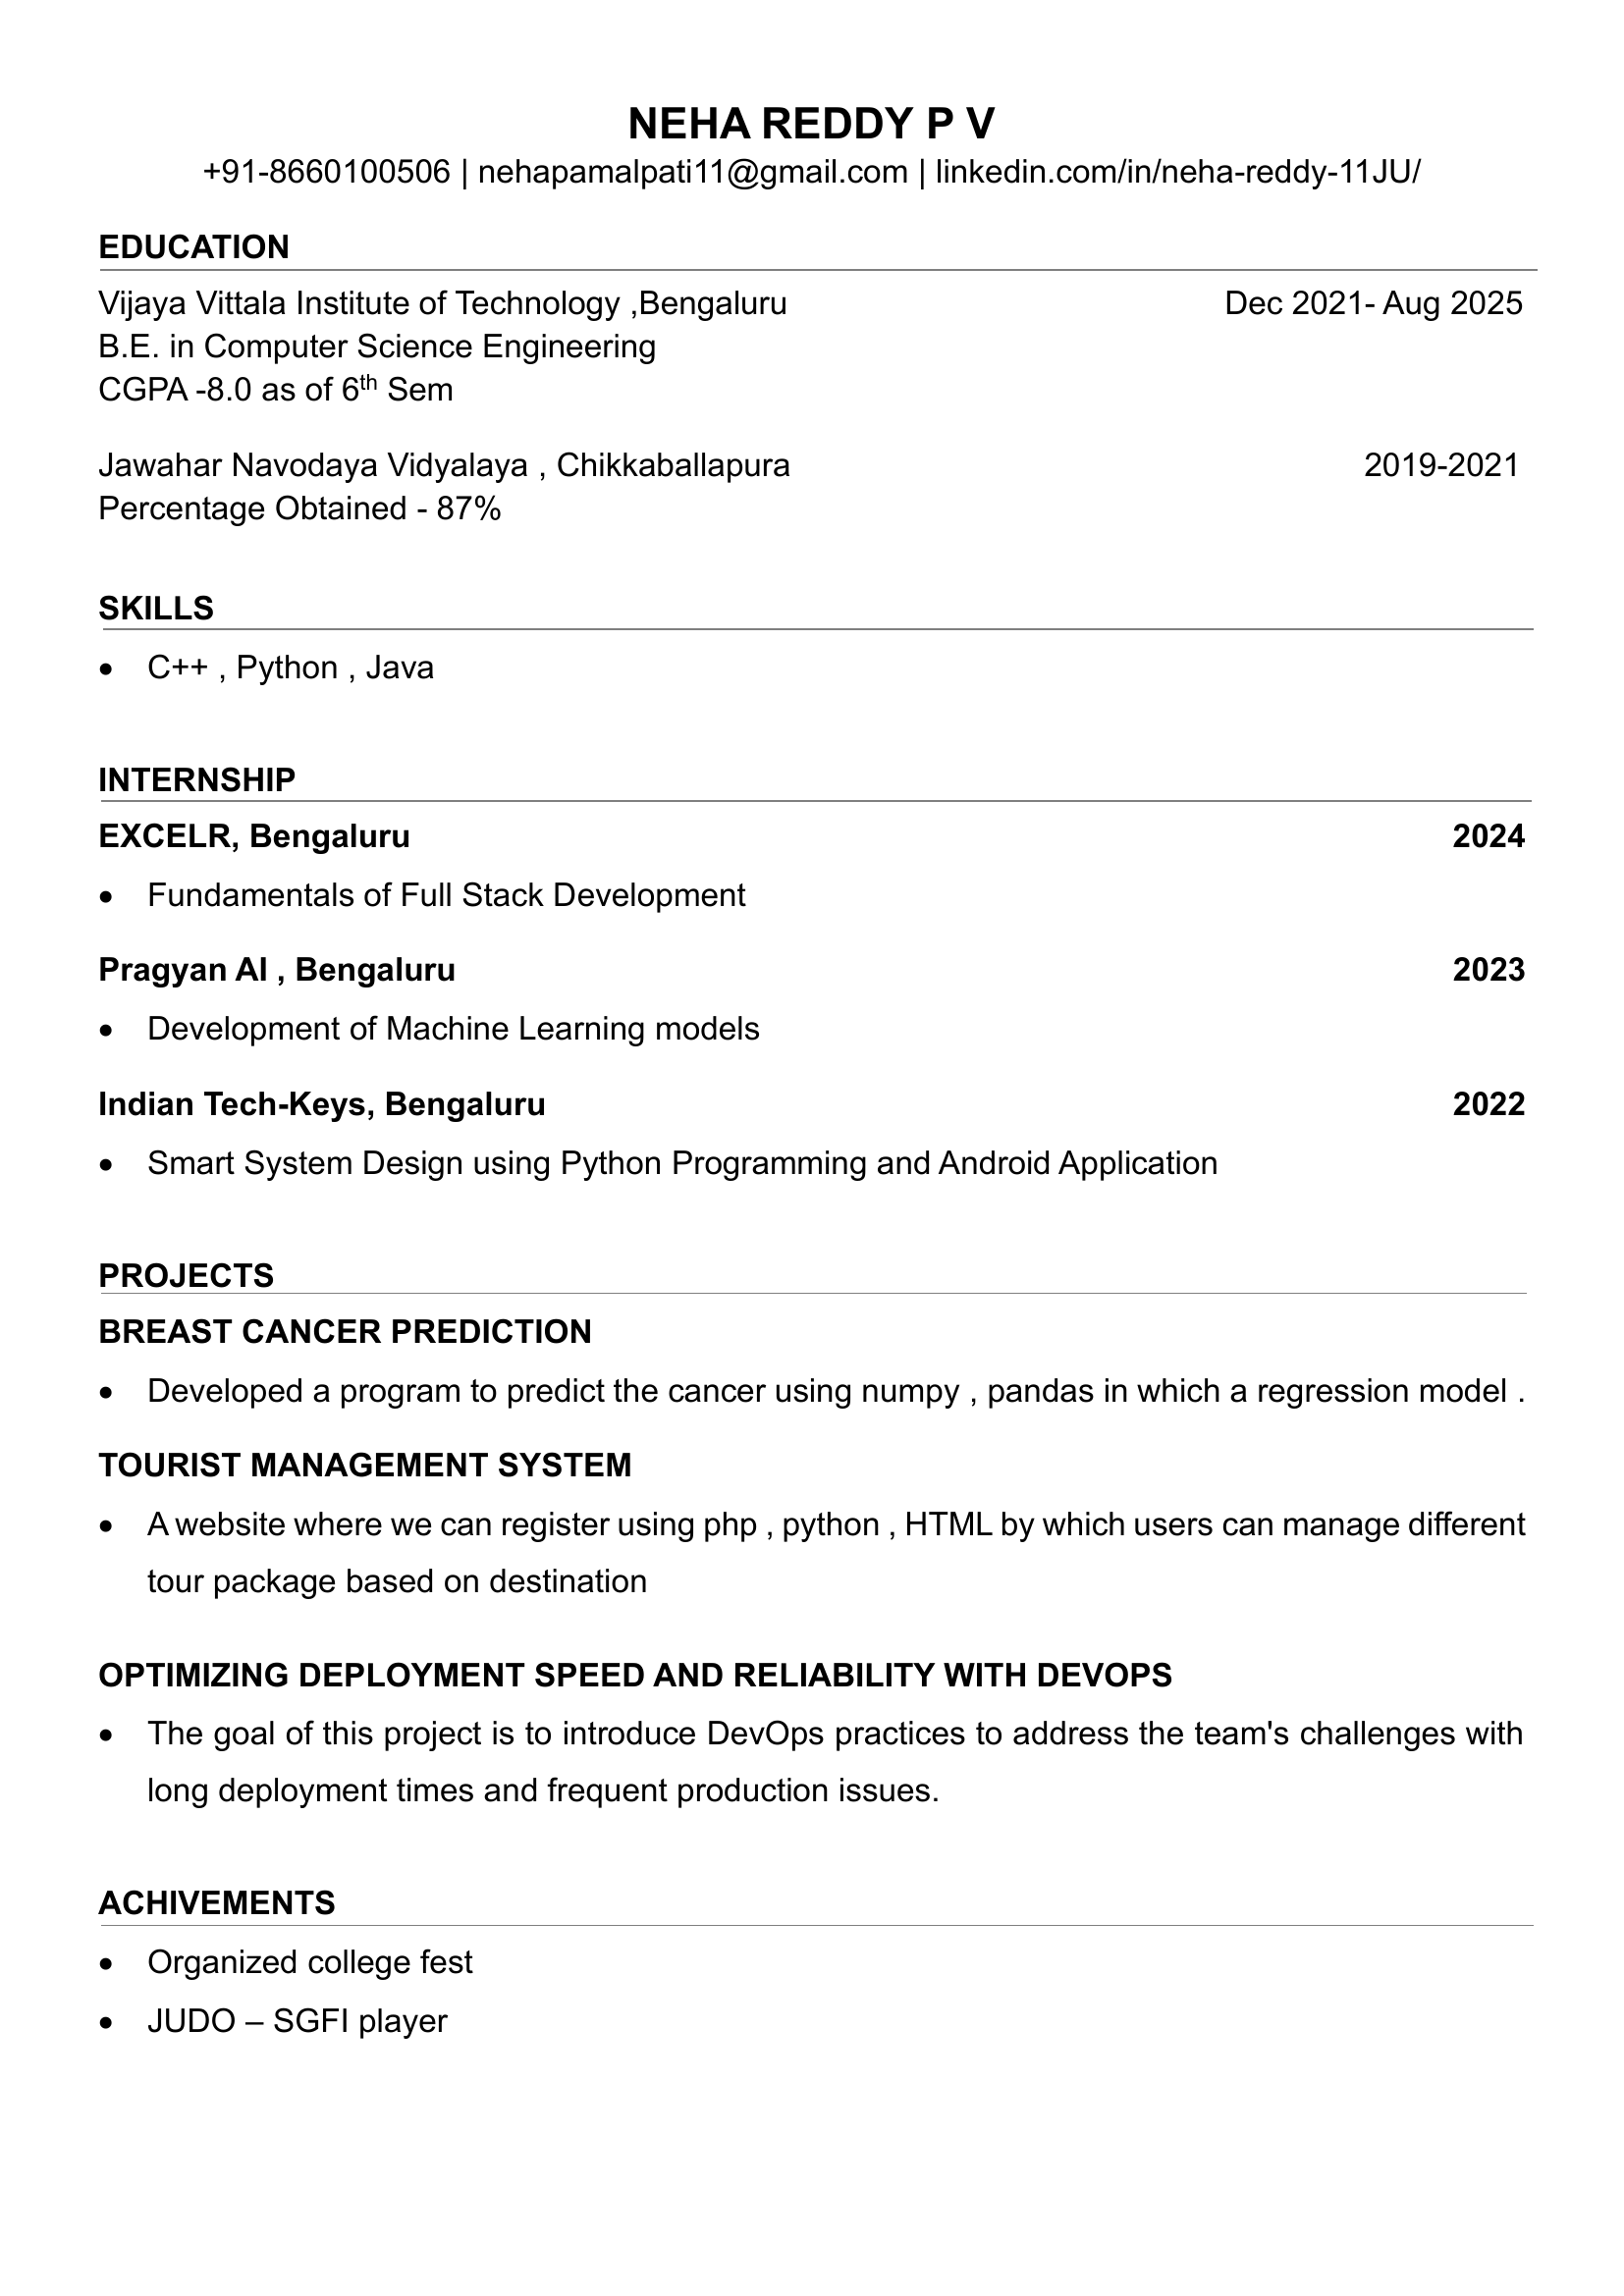 NEHA REDDY P V
+91-8660100506 | nehapamalpati11@gmail.com | linkedin.com/in/neha-reddy-11JU/
EDUCATION
Vijaya Vittala Institute of Technology ,Bengaluru Dec 2021- Aug 2025
B.E. in Computer Science Engineering
CGPA -8.0 as of 6th Sem
Jawahar Navodaya Vidyalaya , Chikkaballapura 2019-2021
Percentage Obtained - 87%
SKILLS
• C++ , Python , Java
INTERNSHIP
EXCELR, Bengaluru 2024
• Fundamentals of Full Stack Development
Pragyan AI , Bengaluru 2023
• Development of Machine Learning models
Indian Tech-Keys, Bengaluru 2022
• Smart System Design using Python Programming and Android Application
PROJECTS
BREAST CANCER PREDICTION
• Developed a program to predict the cancer using numpy , pandas in which a regression model .
TOURIST MANAGEMENT SYSTEM
• A website where we can register using php , python , HTML by which users can manage different
tour package based on destination
OPTIMIZING DEPLOYMENT SPEED AND RELIABILITY WITH DEVOPS
• The goal of this project is to introduce DevOps practices to address the team's challenges with
long deployment times and frequent production issues.
ACHIVEMENTS
• Organized college fest
• JUDO – SGFI player